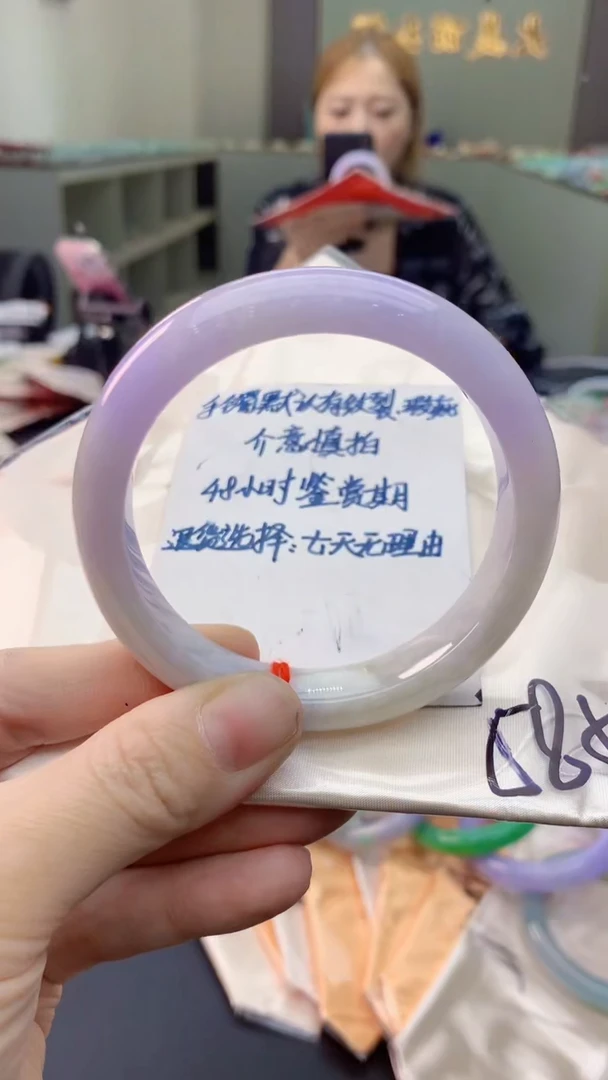 手镯默认有纹裂、瑕疵
介意慎拍
48小时鉴赏期
退货选择：七天无理由
58